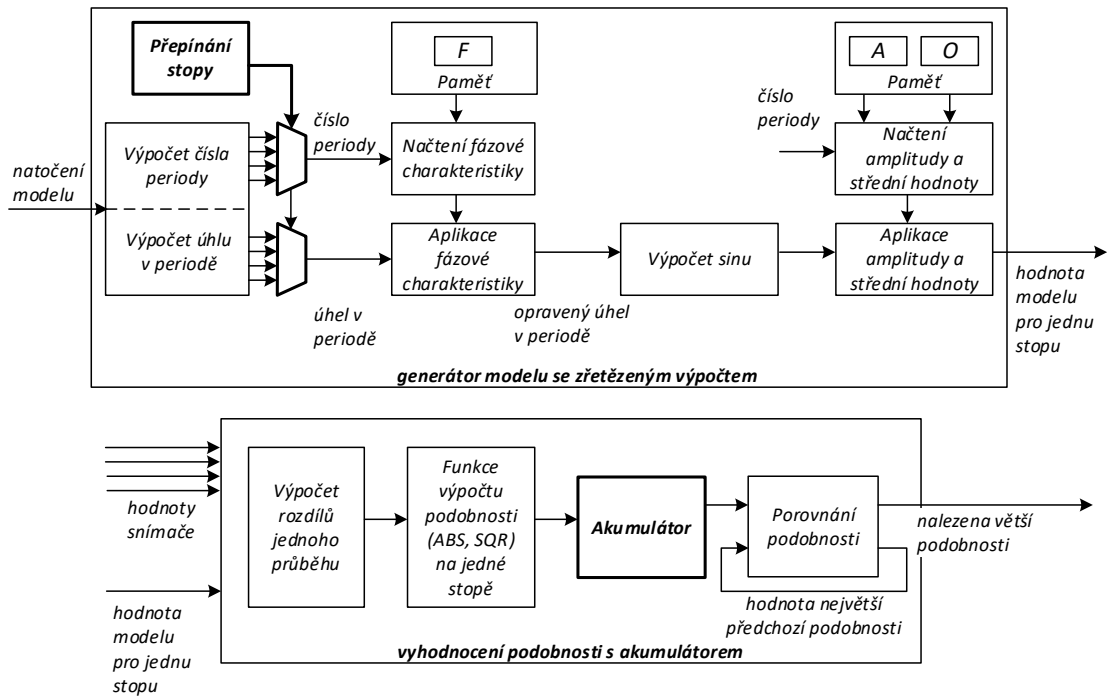 Přepínání
stopy
F
Paměť
A
O
Paměť
číslo
periody
číslo
periody
natočení
modelu
Výpočet čísla
periody
Výpočet úhlu
v periodě
Načtení fázové
charakteristiky
Načtení
amplitudy a
střední hodnoty
Aplikace
fázové
charakteristiky
Výpočet sinu
Aplikace
amplitudy a
střední hodnoty
úhel v
periodě
opravený úhel
v periodě
hodnota
modelu
pro jednu
stopu
generátor modelu se zřetězeným výpočtem
hodnoty
snímače
Výpočet
rozdílů
jednoho
průběhu
Funkce
výpočtu
podobnosti
(ABS, SQR)
na jedné
stopě
Akumulátor
Porovnání
podobnosti
nalezena větší
podobnosti
hodnota největší
předchozí podobnosti
hodnota
modelu
pro jednu
stopu
vyhodnocení podobnosti s akumulátorem